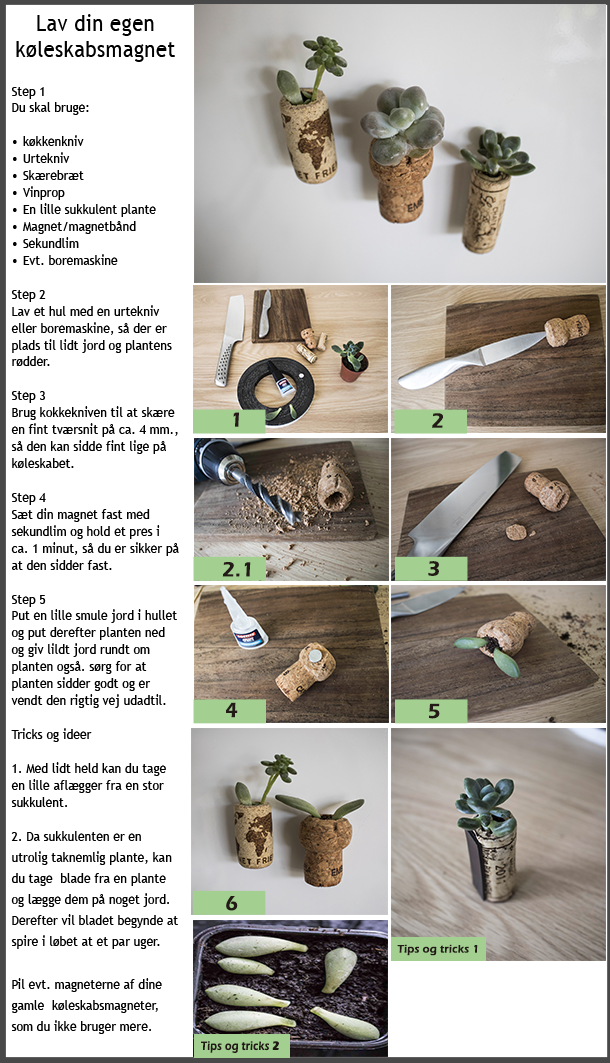 Lav din egen
køleskabsmagnet
Step 1
Du skal bruge:
• køkkenkniv
• Urtekniv
• Skærebræt
• Vinprop
• En lille sukkulent plante
• Magnet/magnetbånd
• Sekundlim
• Evt. boremaskine
Step 2
Lav et hul med en urtekniv
eller boremaskine, så der er
plads til lidt jord og plantens
rødder.
Step 3
Brug kokkekniven til at skære
en fint tværsnit på ca. 4 mm.,
så den kan sidde fint lige på
køleskabet.
Step 4
Sæt din magnet fast med
sekundlim og hold et pres i
ca. 1 minut, så du er sikker på
at den sidder fast.
Step 5
Put en lille smule jord i hullet
og put derefter planten ned
og giv lildt jord rundt om
planten også. sørg for at
planten sidder godt og er
vendt den rigtig vej udadtil.
Tricks og ideer
1. Med lidt held kan du tage
en lille aflægger fra en stor
sukkulent.
2. Da sukkulenten er en
utrolig taknemlig plante, kan
du tage blade fra en plante
og lægge dem på noget jord.
Derefter vil bladet begynde at
spire i løbet at et par uger.
Pil evt. magneterne af dine
gamle køleskabsmagneter,
som du ikke bruger mere.
ET FRIE
EME
1
2
2.1
3
4
5
ET FRIE
6
Tips og tricks 1
Tips og tricks 2